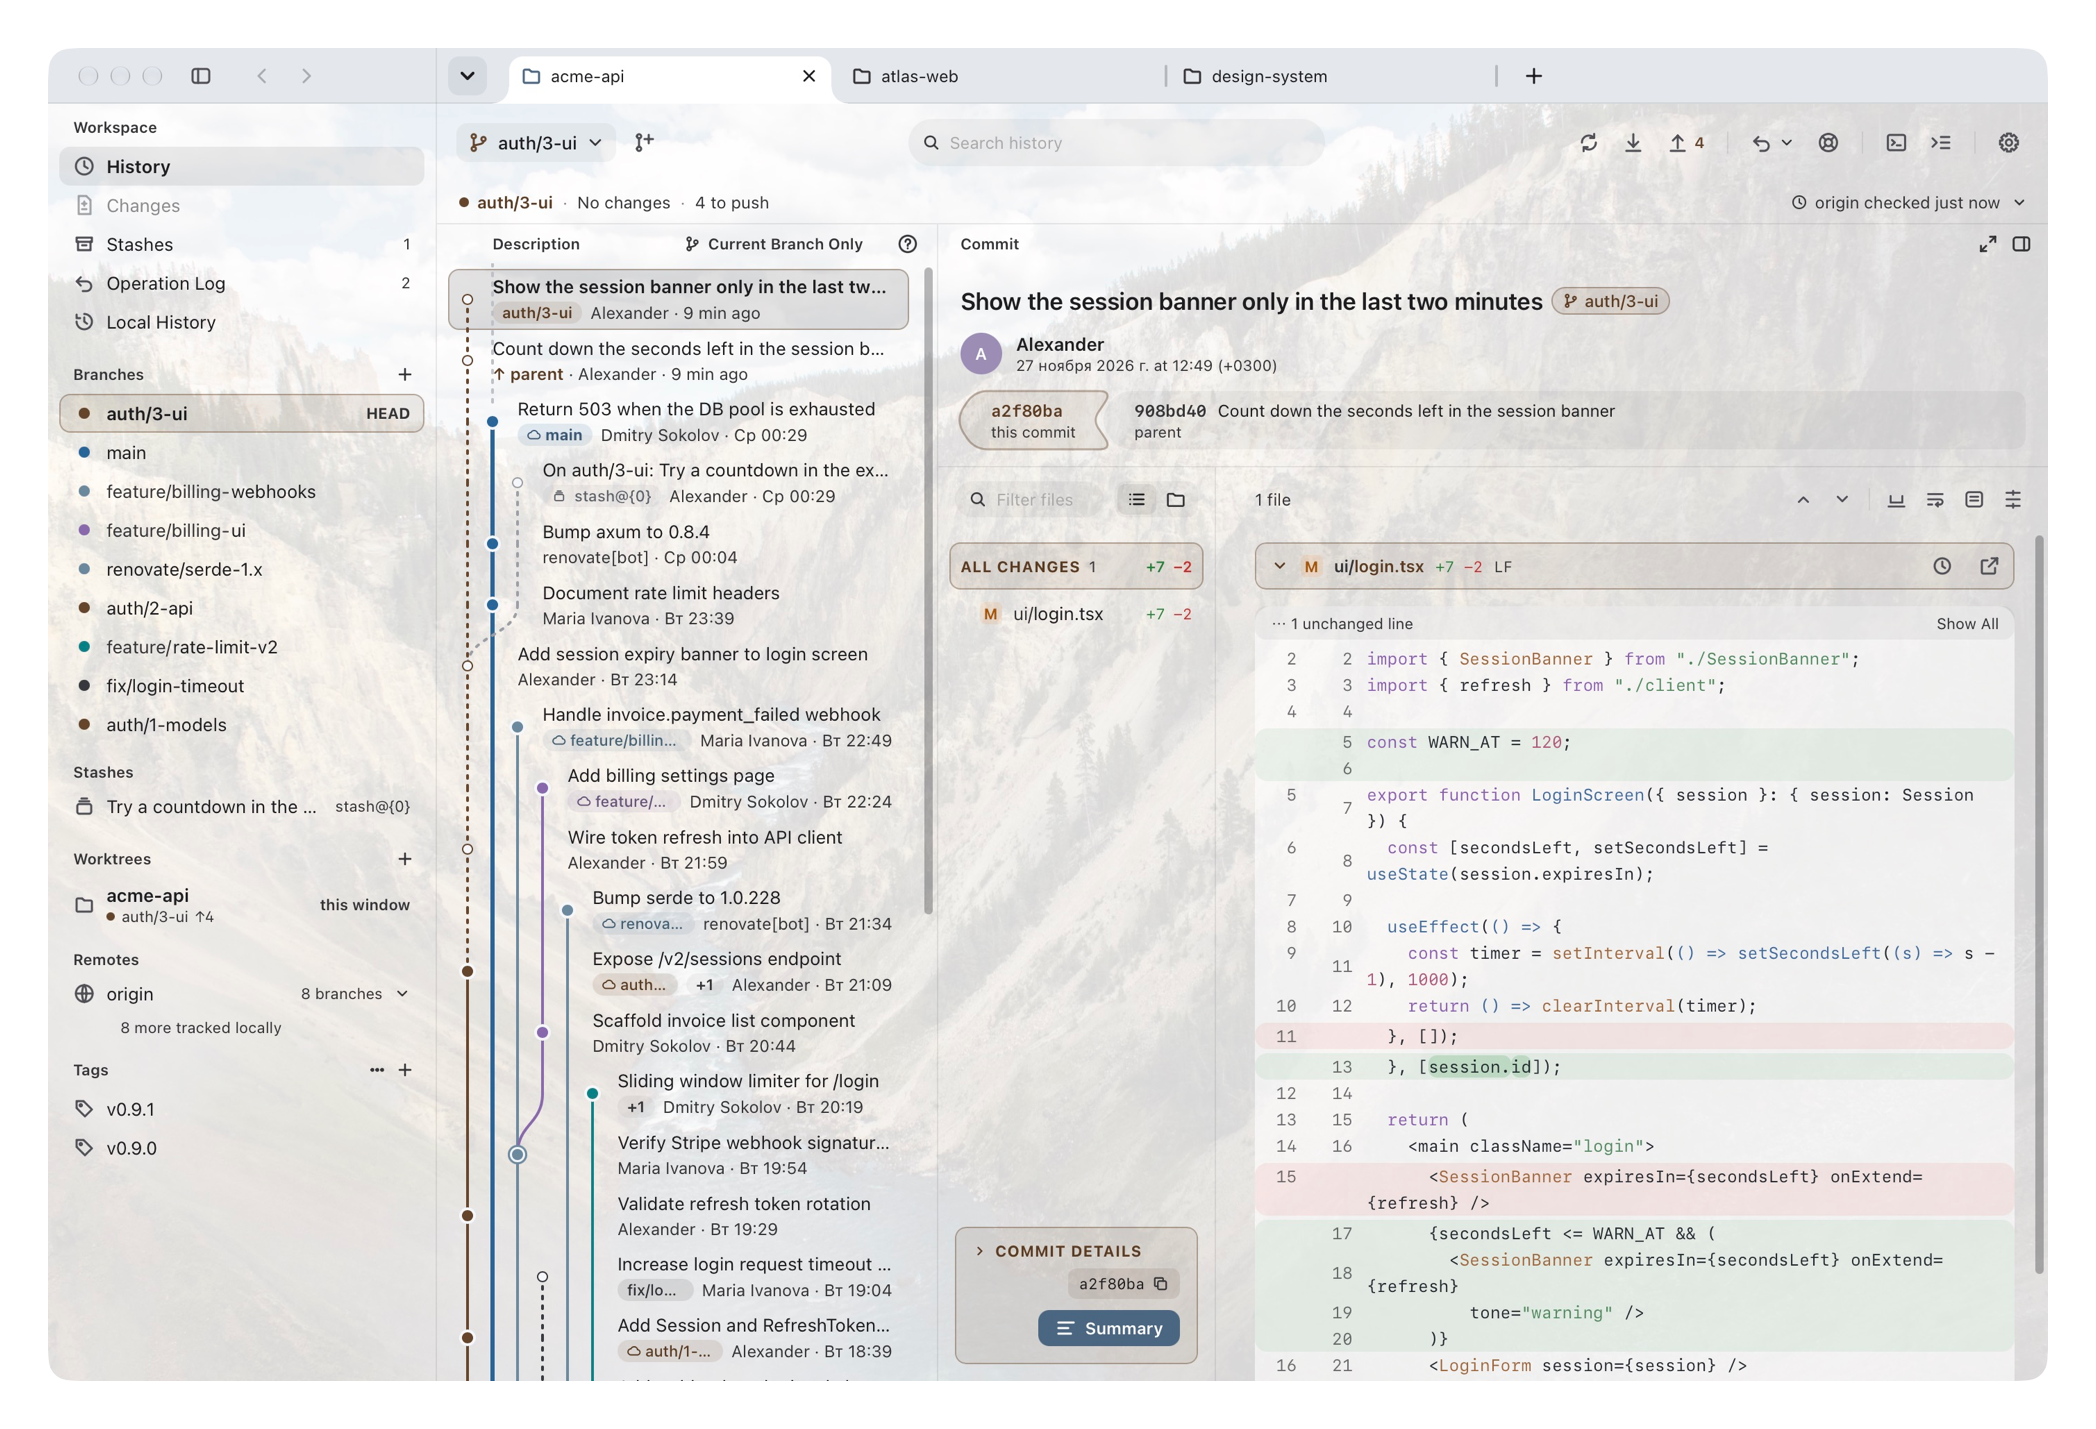 acme-api
atlas-web
design-system
Workspace
History
Changes
Stashes 1
Operation Log 2
Local History
Branches
auth/3-ui HEAD
main
feature/billing-webhooks
feature/billing-ui
renovate/serde-1.x
auth/2-api
feature/rate-limit-v2
fix/login-timeout
auth/1-models
Stashes
Try a countdown in the ... stash@{0}
Worktrees
acme-api
auth/3-ui ↑4
this window
Remotes
origin 8 branches
8 more tracked locally
Tags
v0.9.1
v0.9.0
auth/3-ui
Search history
4
auth/3-ui · No changes · 4 to push
origin checked just now
Description Current Branch Only
Show the session banner only in the last tw...
auth/3-ui Alexander · 9 min ago
Count down the seconds left in the session b...
↑ parent · Alexander · 9 min ago
Return 503 when the DB pool is exhausted
main Dmitry Sokolov · Ср 00:29
On auth/3-ui: Try a countdown in the ex...
stash@{0} Alexander · Ср 00:29
Bump axum to 0.8.4
renovate[bot] · Ср 00:04
Document rate limit headers
Maria Ivanova · Вт 23:39
Add session expiry banner to login screen
Alexander · Вт 23:14
Handle invoice.payment_failed webhook
feature/billin... Maria Ivanova · Вт 22:49
Add billing settings page
feature/... Dmitry Sokolov · Вт 22:24
Wire token refresh into API client
Alexander · Вт 21:59
Bump serde to 1.0.228
renova... renovate[bot] · Вт 21:34
Expose /v2/sessions endpoint
auth... +1 Alexander · Вт 21:09
Scaffold invoice list component
Dmitry Sokolov · Вт 20:44
Sliding window limiter for /login
+1 Dmitry Sokolov · Вт 20:19
Verify Stripe webhook signatur...
Maria Ivanova · Вт 19:54
Validate refresh token rotation
Alexander · Вт 19:29
Increase login request timeout ...
fix/lo... Maria Ivanova · Вт 19:04
Add Session and RefreshToken...
auth/1-... Alexander · Вт 18:39
Commit
Show the session banner only in the last two minutes auth/3-ui
A
Alexander
27 ноября 2026 г. at 12:49 (+0300)
a2f80ba
this commit
908bd40 Count down the seconds left in the session banner
parent
Filter files
ALL CHANGES 1 +7 −2
M ui/login.tsx +7 −2
COMMIT DETAILS
a2f80ba
Summary
1 file
M ui/login.tsx +7 −2 LF
··· 1 unchanged line Show All
2 2 import { SessionBanner } from "./SessionBanner";
3 3 import { refresh } from "./client";
4 4
5 const WARN_AT = 120;
6
5 7 export function LoginScreen({ session }: { session: Session
}) {
6 8 const [secondsLeft, setSecondsLeft] =
useState(session.expiresIn);
7 9
8 10 useEffect(() => {
9 11 const timer = setInterval(() => setSecondsLeft((s) => s −
1), 1000);
10 12 return () => clearInterval(timer);
11 }, []);
13 }, [session.id]);
12 14
13 15 return (
14 16 <main className="login">
15 <SessionBanner expiresIn={secondsLeft} onExtend=
{refresh} />
17 {secondsLeft <= WARN_AT && (
18 <SessionBanner expiresIn={secondsLeft} onExtend=
{refresh}
19 tone="warning" />
20 )}
16 21 <LoginForm session={session} />